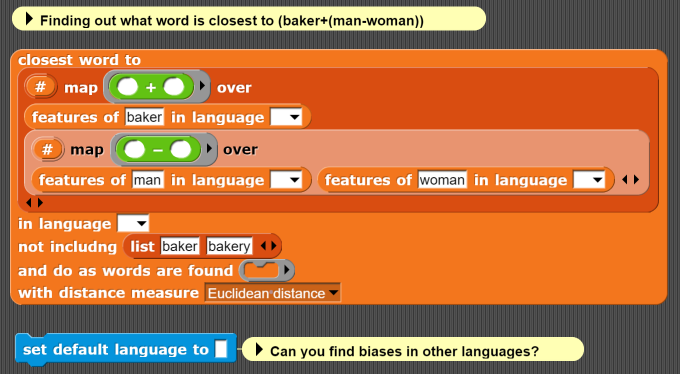 Finding out what word is closest to (baker+(man-woman))
closest word to
# map + over
features of baker in language
# map − over
features of man in language features of woman in language
in language
not includng list baker bakery
and do as words are found
with distance measure Euclidean distance
set default language to
Can you find biases in other languages?